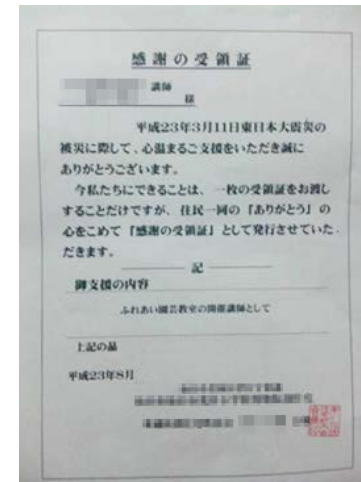 感謝の受領証
講師
様
平成23年3月11日東日本大震災の
被災に際して、心温まるご支援をいただき誠に
ありがとうございます。
今私たちにできることは、一枚の受領証をお渡し
することだけですが、住民一同の「ありがとう」の
心をこめて「感謝の受領証」として発行させていた
だきます。
記
御支援の内容
ふれあい園芸教室の開催講師として
上記の品
平成23年8月